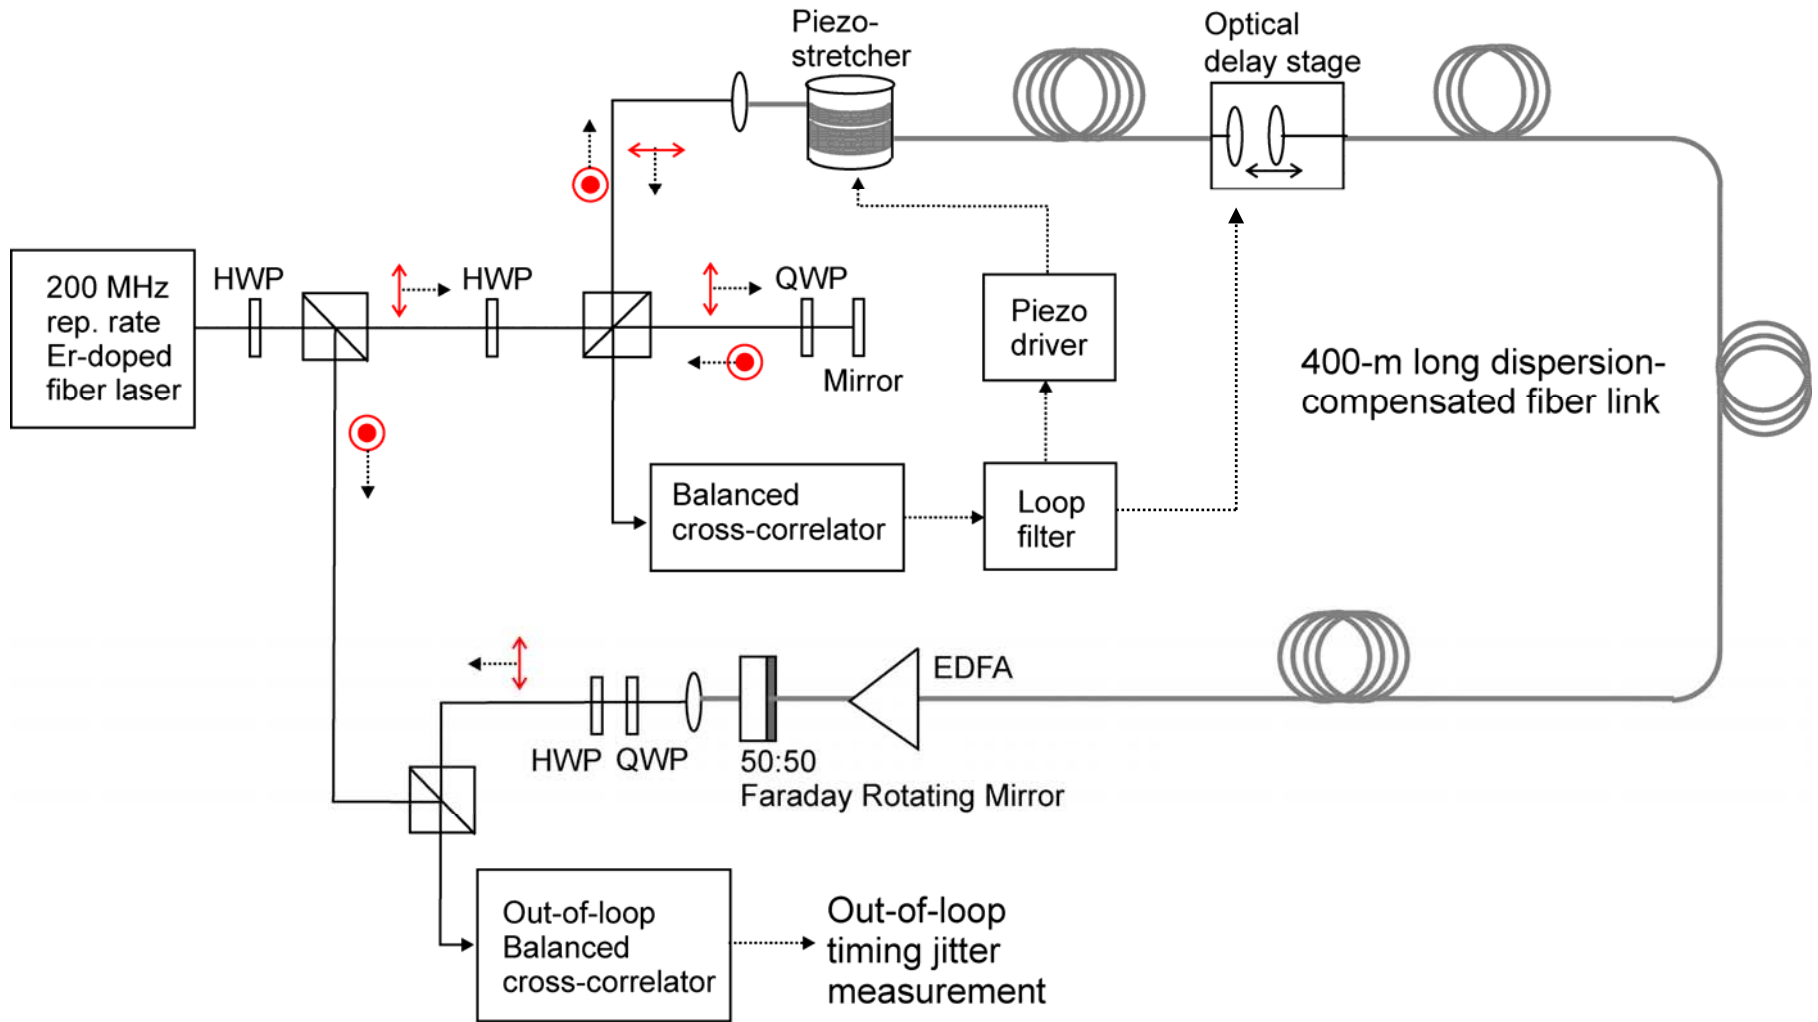 Piezo-
stretcher
Optical
delay stage
HWP
HWP
QWP
200 MHz
rep. rate
Er-doped
fiber laser
Mirror
Piezo
driver
400-m long dispersion-
compensated fiber link
Balanced
cross-correlator
Loop
filter
EDFA
HWP
QWP
50:50
Faraday Rotating Mirror
Out-of-loop
Balanced
cross-correlator
Out-of-loop
timing jitter
measurement